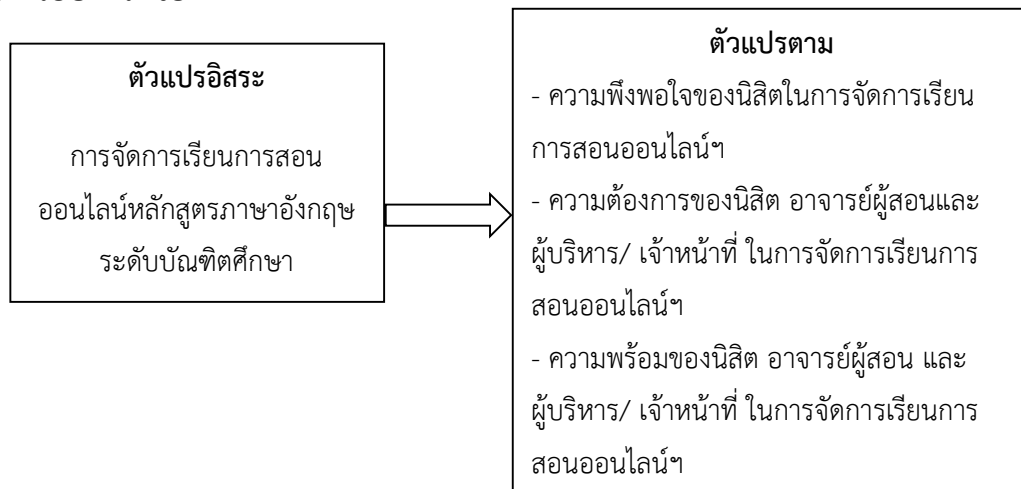 ตัวแปรอิสระ
การจัดการเรียนการสอน
ออนไลน์หลักสูตรภาษาอังกฤษ
ระดับบัณฑิตศึกษา
ตัวแปรตาม
- ความพึงพอใจของนิสิตในการจัดการเรียน
การสอนออนไลน์ฯ
- ความต้องการของนิสิต อาจารย์ผู้สอนและ
ผู้บริหาร/ เจ้าหน้าที่ ในการจัดการเรียนการ
สอนออนไลน์ฯ
- ความพร้อมของนิสิต อาจารย์ผู้สอน และ
ผู้บริหาร/ เจ้าหน้าที่ ในการจัดการเรียนการ
สอนออนไลน์ฯ